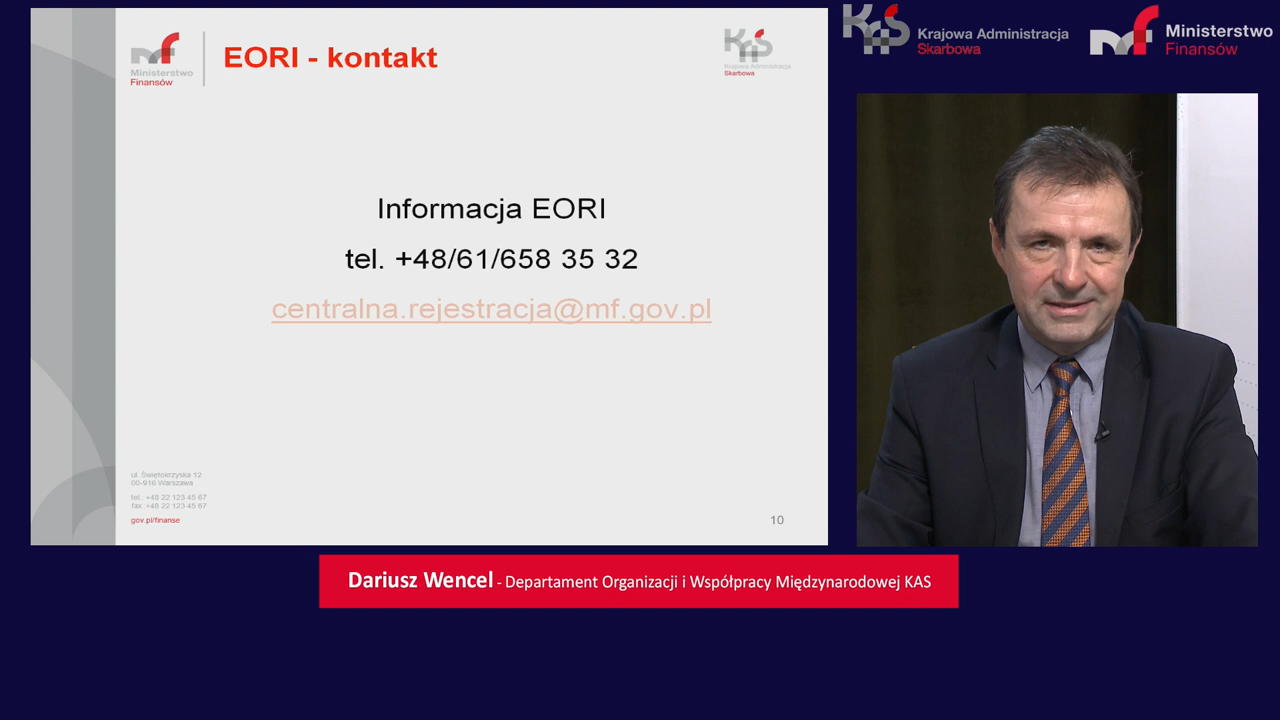 Ministerstwo
Finansów
EORI - kontakt
Krajowa Administracja
Skarbowa
Informacja EORI
tel. +48/61/658 35 32
centralna.rejestracja@mf.gov.pl
ul. Świętokrzyska 12
00-916 Warszawa
tel.: +48 22 123 45 67
fax :+48 22 123 45 67
gov.pl/finanse
10
KAS
Krajowa Administracja
Skarbowa
Ministerstwo
Finansów
Dariusz Wencel - Departament Organizacji i Współpracy Międzynarodowej KAS